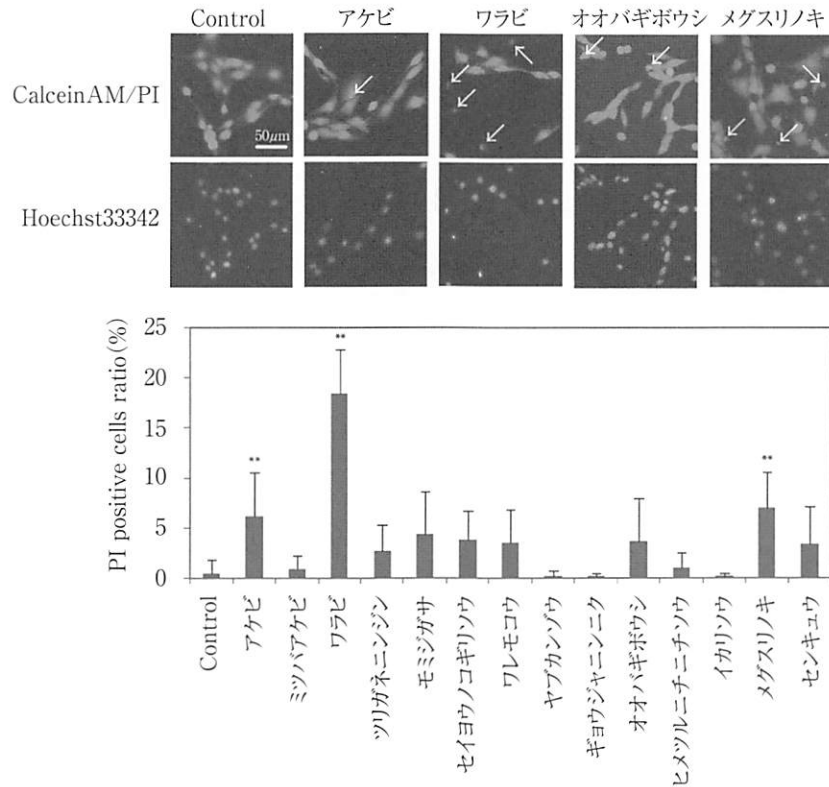 Control アケビ ワラビ オオバギボウシ メグスリノキ
CalceinAM/PI
50μm
Hoechst33342
PI positive cells ratio(%)
25
20
15
10
5
0
** ** **
Control
アケビ
ミツバアケビ
ワラビ
ツリガネニンジン
モミジガサ
セイヨウノコギリソウ
ワレモコウ
ヤブカンゾウ
ギョウジャニンニク
オオバギボウシ
ヒメツルニチニチソウ
イカリソウ
メグスリノキ
センキュウ